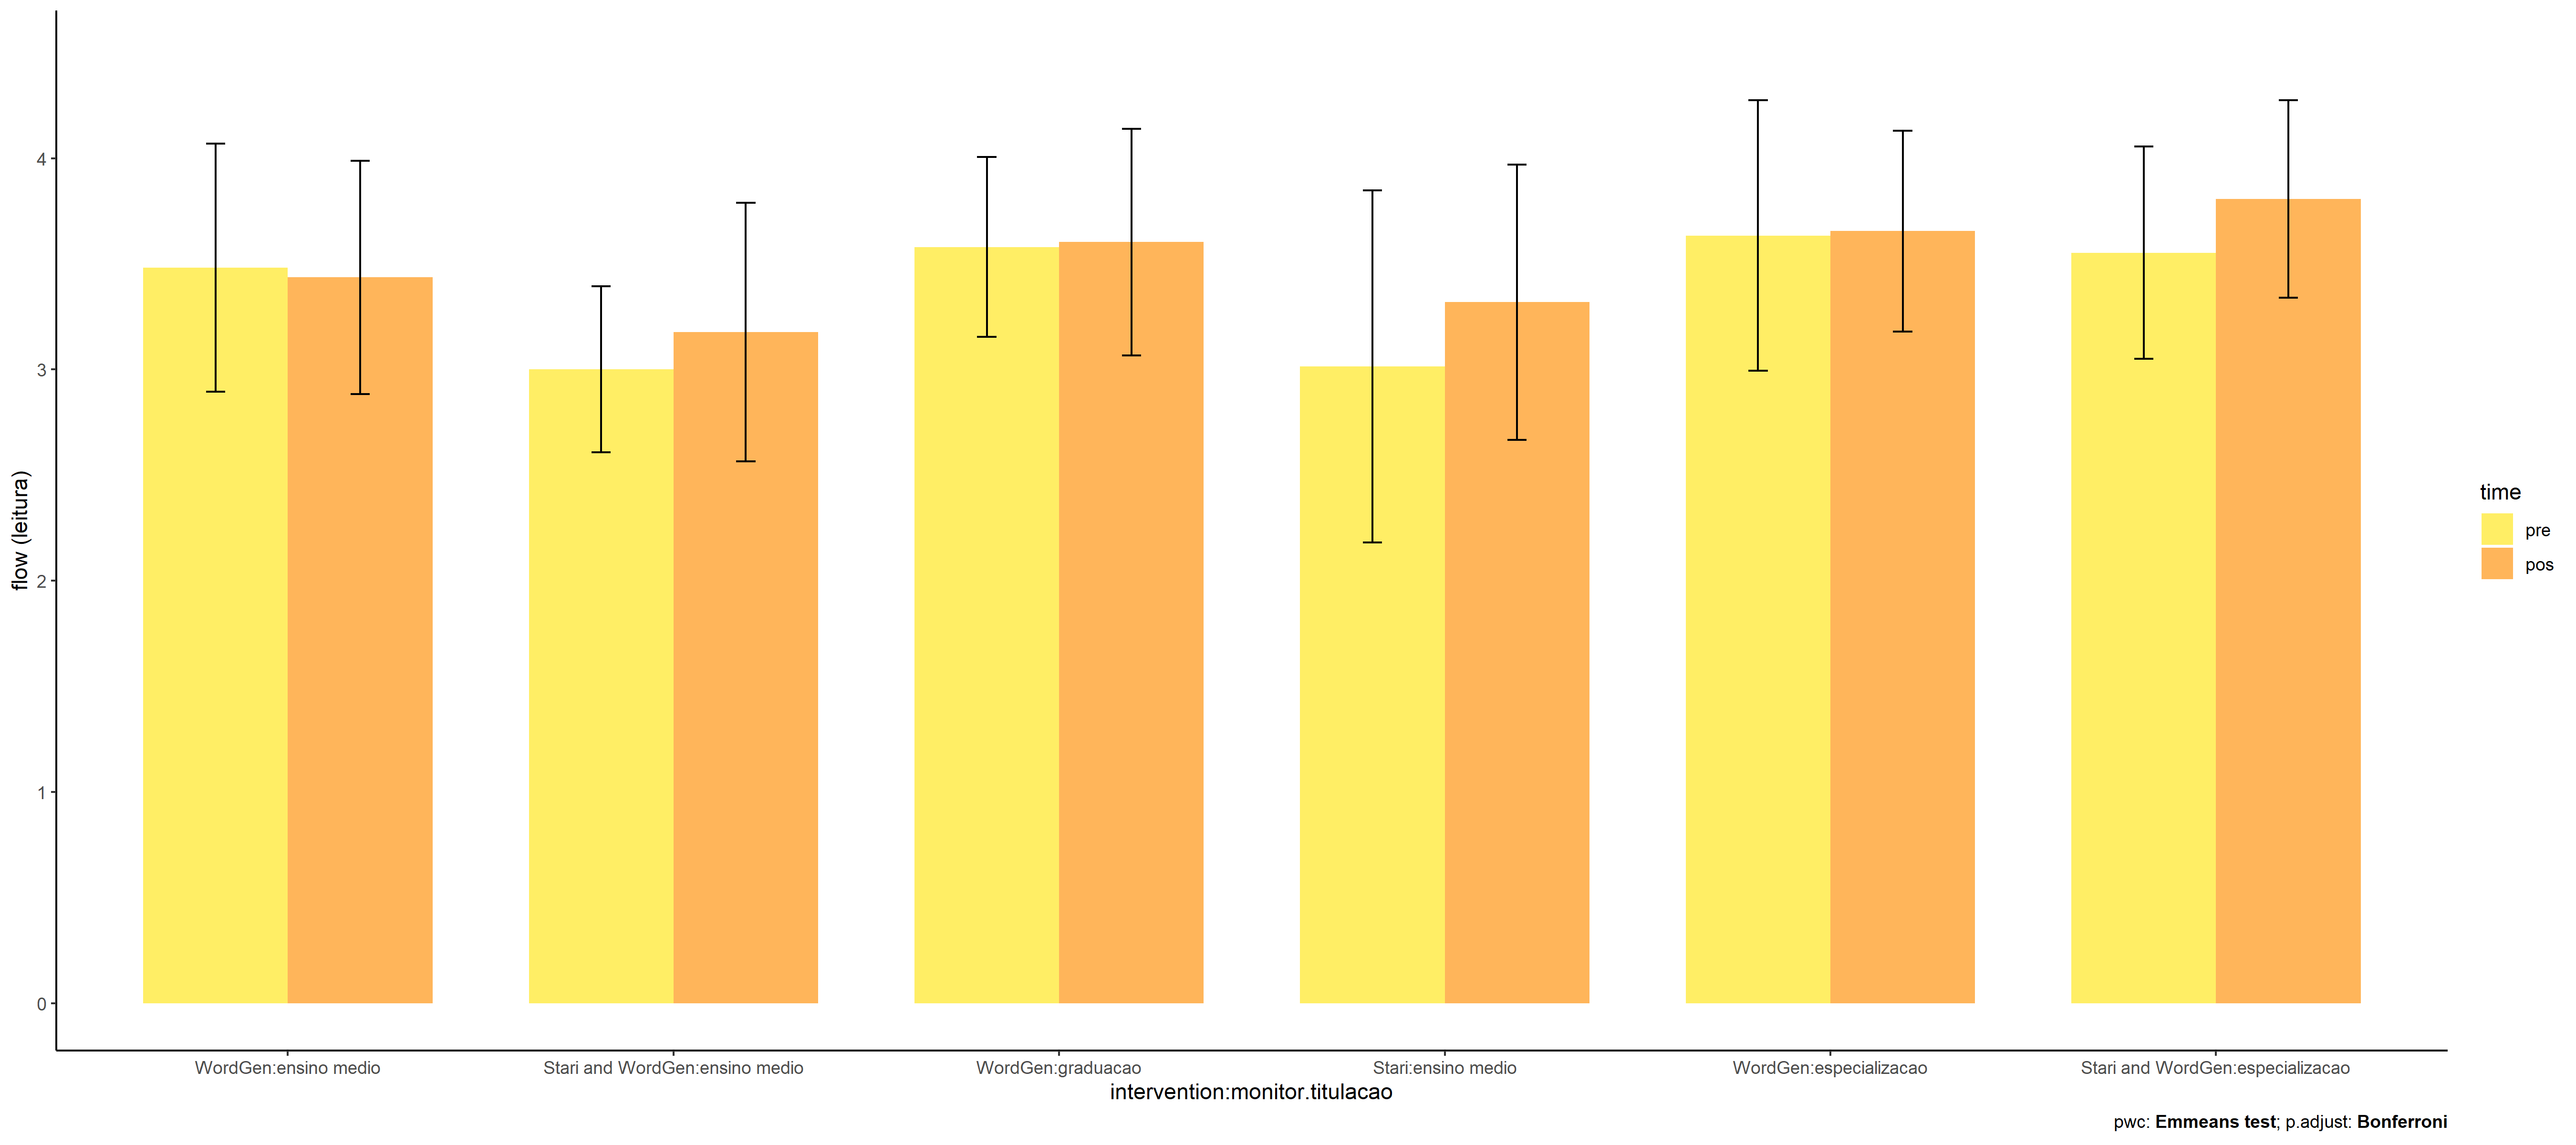 flow (leitura)
4
3
2
1
0
WordGen:ensino medio
Stari and WordGen:ensino medio
WordGen:graduacao
Stari:ensino medio
WordGen:especializacao
Stari and WordGen:especializacao
intervention:monitor.titulacao
time
pre
pos
pwc: Emmeans test; p.adjust: Bonferroni